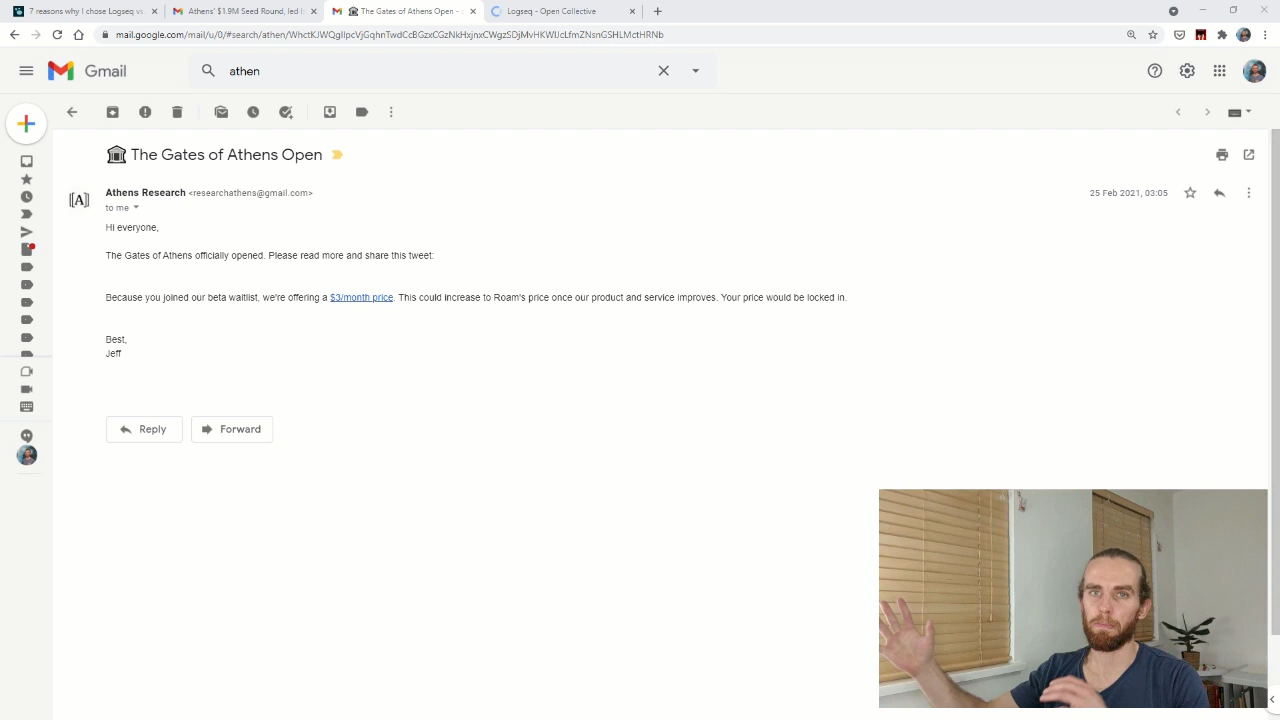 7 reasons why I chose Logseq vs
Athens' $1.9M Seed Round, led b
The Gates of Athens Open -
Logseq - Open Collective
mail.google.com/mail/u/0/#search/athen/
Gmail
athen
The Gates of Athens Open
Athens Research <researchathens@gmail.com>
25 Feb 2021, 03:05
[[A]]
to me
Hi everyone,
The Gates of Athens officially opened. Please read more and share this tweet:
Because you joined our beta waitlist, we're offering a $3/month price. This could increase to Roam's price once our product and service improves. Your price would be locked in.
Best,
Jeff
Reply
Forward